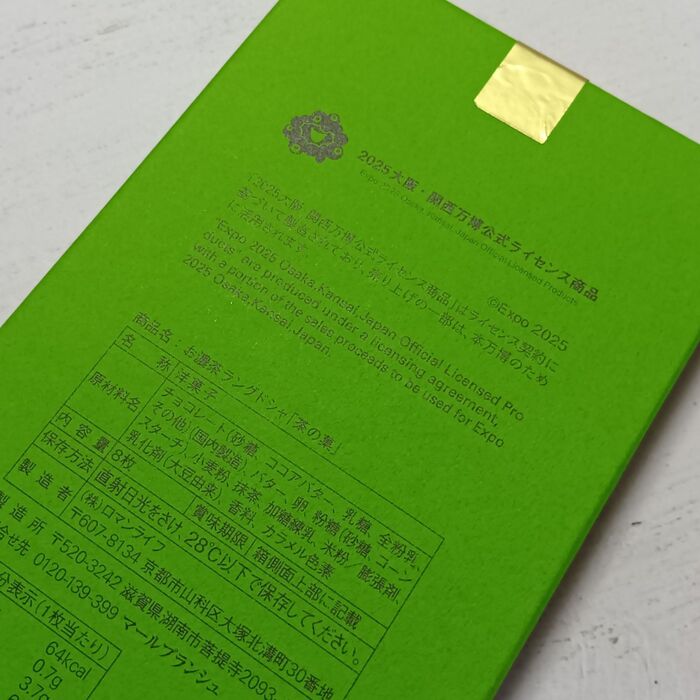 2025大阪・関西万博公式ライセンス商品
Expo 2025 Osaka, Kansai, Japan Official Licensed Products
©Expo 2025
「2025大阪・関西万博公式ライセンス商品」はライセンス契約に
基づいて製造されており、売り上げの一部は、本万博のため
に活用されます。
"Expo 2025 Osaka,Kansai,Japan Official Licensed Pro
ducts" are produced under a licensing agreement,
with a portion of the sales proceeds to be used for Expo
2025 Osaka,Kansai,Japan.
商品名：お濃茶ラングドシャ「茶の菓」
名 称 洋菓子
原材料名 チョコレート(砂糖、ココアバター、乳糖、全粉乳、
その他)(国内製造)、バター、卵、粉糖(砂糖、コーン
スターチ)、小麦粉、抹茶、加糖練乳、水飴／膨張剤、
乳化剤(大豆由来)、香料、カラメル色素
内 容 量 8枚 賞味期限 箱側面上部に記載
保存方法 直射日光をさけ、28℃以下で保存してください。
製 造 者 (株)ロマンライフ
〒607-8134 京都市山科区大塚北溝町30番地
製造所 〒520-3242 滋賀県湖南市菩提寺2093
合せ先 0120-139-399 マールブランシュ
分表示(1枚当たり)
64kcal
0.7g
3.7g